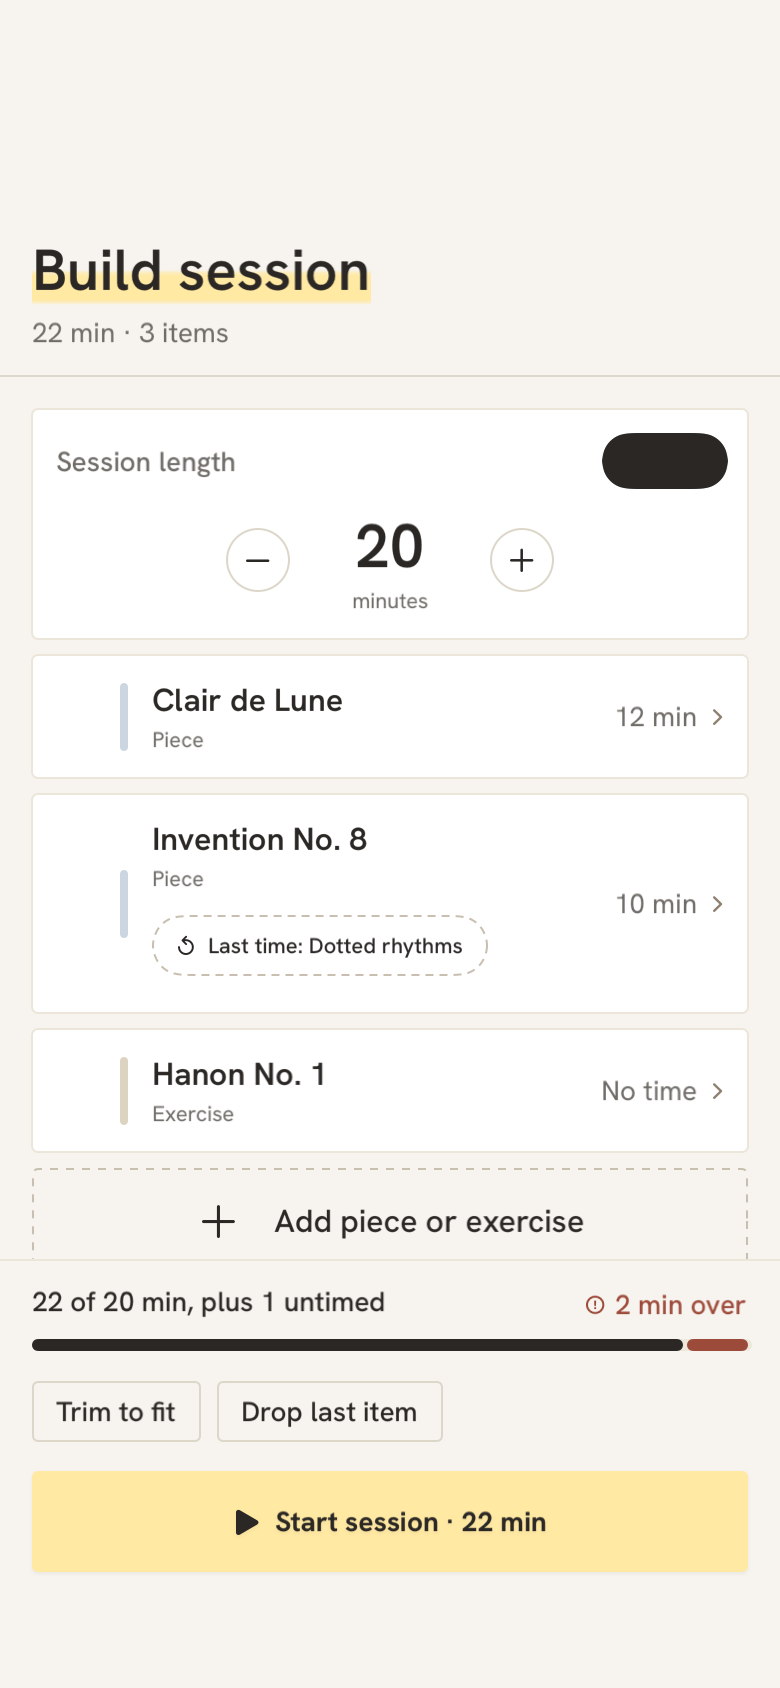 Build session
22 min · 3 items
Session length
20
minutes
Clair de Lune
Piece
12 min
Invention No. 8
Piece
Last time: Dotted rhythms
10 min
Hanon No. 1
Exercise
No time
Add piece or exercise
22 of 20 min, plus 1 untimed
2 min over
Trim to fit
Drop last item
Start session · 22 min